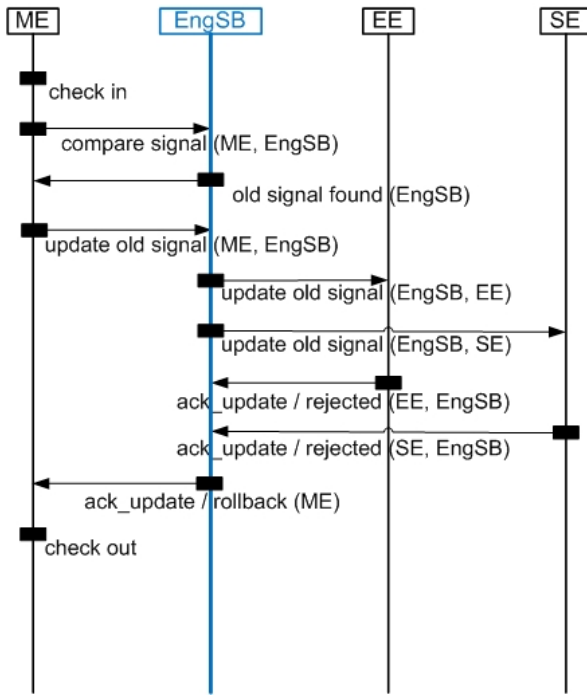 ME EngSB EE SE
check in
compare signal (ME, EngSB)
old signal found (EngSB)
update old signal (ME, EngSB)
update old signal (EngSB, EE)
update old signal (EngSB, SE)
ack_update / rejected (EE, EngSB)
ack_update / rejected (SE, EngSB)
ack_update / rollback (ME)
check out